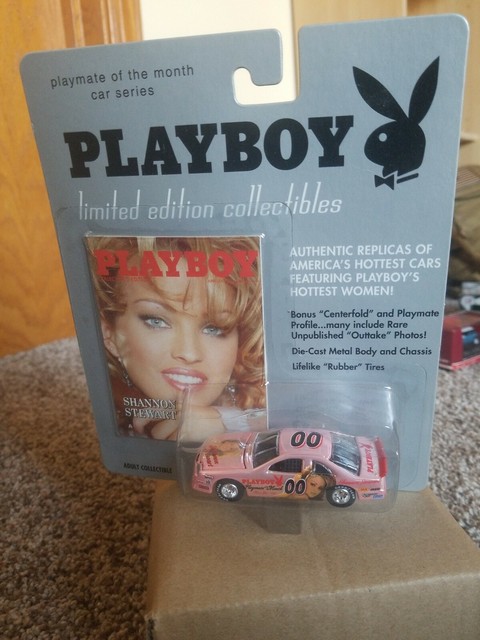 playmate of the month
car series
PLAYBOY
limited edition collectibles
PLAYBOY
SHANNON
STEWART
AUTHENTIC REPLICAS OF
AMERICA'S HOTTEST CARS
FEATURING PLAYBOY'S
HOTTEST WOMEN!
Bonus "Centerfold" and Playmate
Profile...many include Rare
Unpublished "Outtake" Photos!
Die-Cast Metal Body and Chassis
Lifelike "Rubber" Tires
ADULT COLLECTIBLE
00
PLAYBOY
00
PLAYBOY